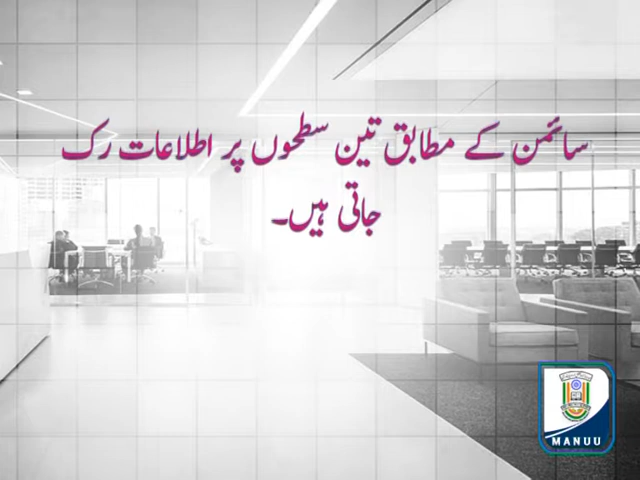 سائمن کے مطابق تین سطحوں پر اطلاعات رک
جاتی ہیں۔
MANUU